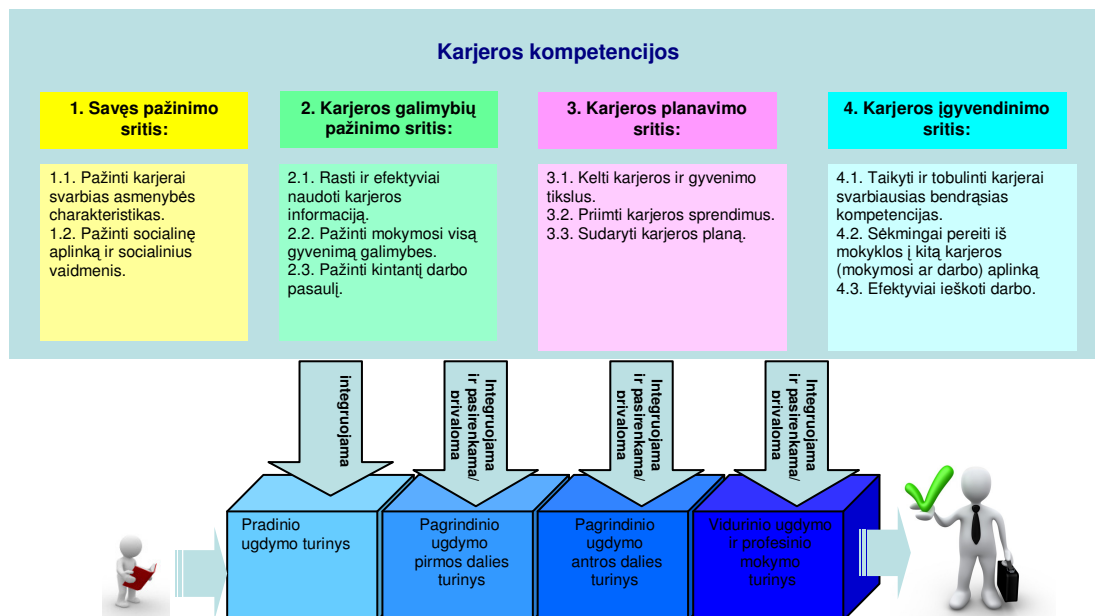 Karjeros kompetencijos
1. Savęs pažinimo
sritis:
1.1. Pažinti karjerai
svarbias asmenybės
charakteristikas.
1.2. Pažinti socialinę
aplinką ir socialinius
vaidmenis.
2. Karjeros galimybių
pažinimo sritis:
2.1. Rasti ir efektyviai
naudoti karjeros
informaciją.
2.2. Pažinti mokymosi visą
gyvenimą galimybes.
2.3. Pažinti kintantį darbo
pasaulį.
3. Karjeros planavimo
sritis:
3.1. Kelti karjeros ir gyvenimo
tikslus.
3.2. Priimti karjeros sprendimus.
3.3. Sudaryti karjeros planą.
4. Karjeros įgyvendinimo
sritis:
4.1. Taikyti ir tobulinti karjerai
svarbiausias bendrąsias
kompetencijas.
4.2. Sėkmingai pereiti iš
mokyklos į kitą karjeros
(mokymosi ar darbo) aplinką
4.3. Efektyviai ieškoti darbo.
integruojama
Integruojama
ir pasirenkama/
privaloma
Integruojama
ir pasirenkama/
privaloma
Integruojama
ir pasirenkama/
privaloma
Pradinio
ugdymo turinys
Pagrindinio
ugdymo
pirmos dalies
turinys
Pagrindinio
ugdymo
antros dalies
turinys
Vidurinio ugdymo
ir profesinio
mokymo
turinys